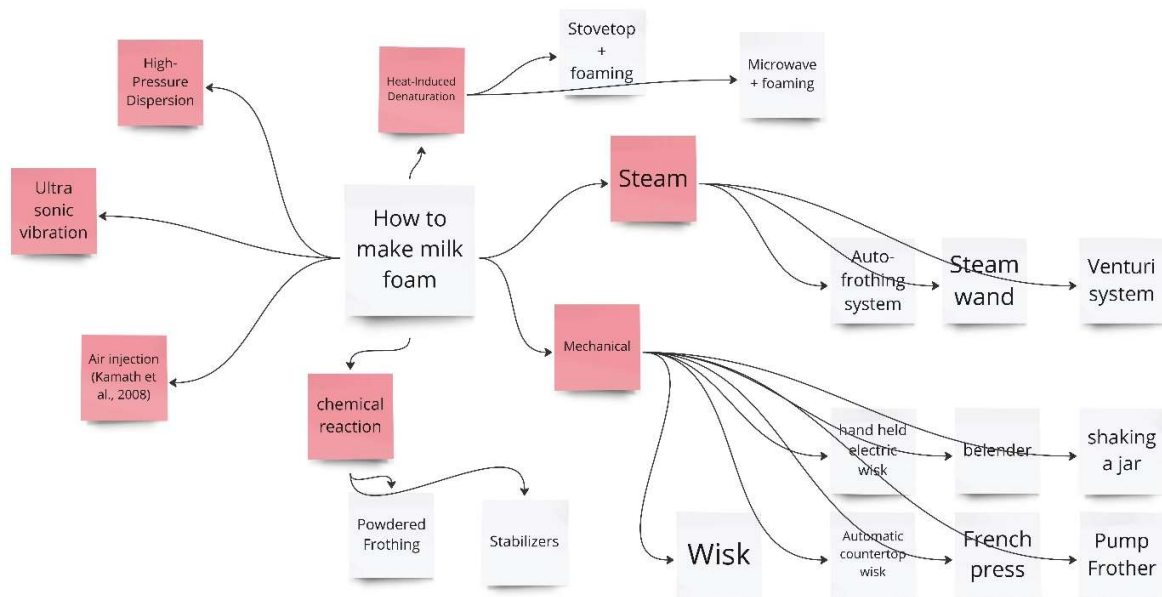 High-
Pressure
Dispersion
Heat-Induced
Denaturation
Stovetop
+
foaming
Microwave
+ foaming
Ultra
sonic
vibration
How to
make milk
foam
Steam
Auto-
frothing
system
Steam
wand
Venturi
system
Air injection
(Kamath et
al., 2008)
chemical
reaction
Mechanical
hand held
electric
wisk
belender
shaking
a jar
Powdered
Frothing
Stabilizers
Wisk
Automatic
countertop
wisk
French
press
Pump
Frother